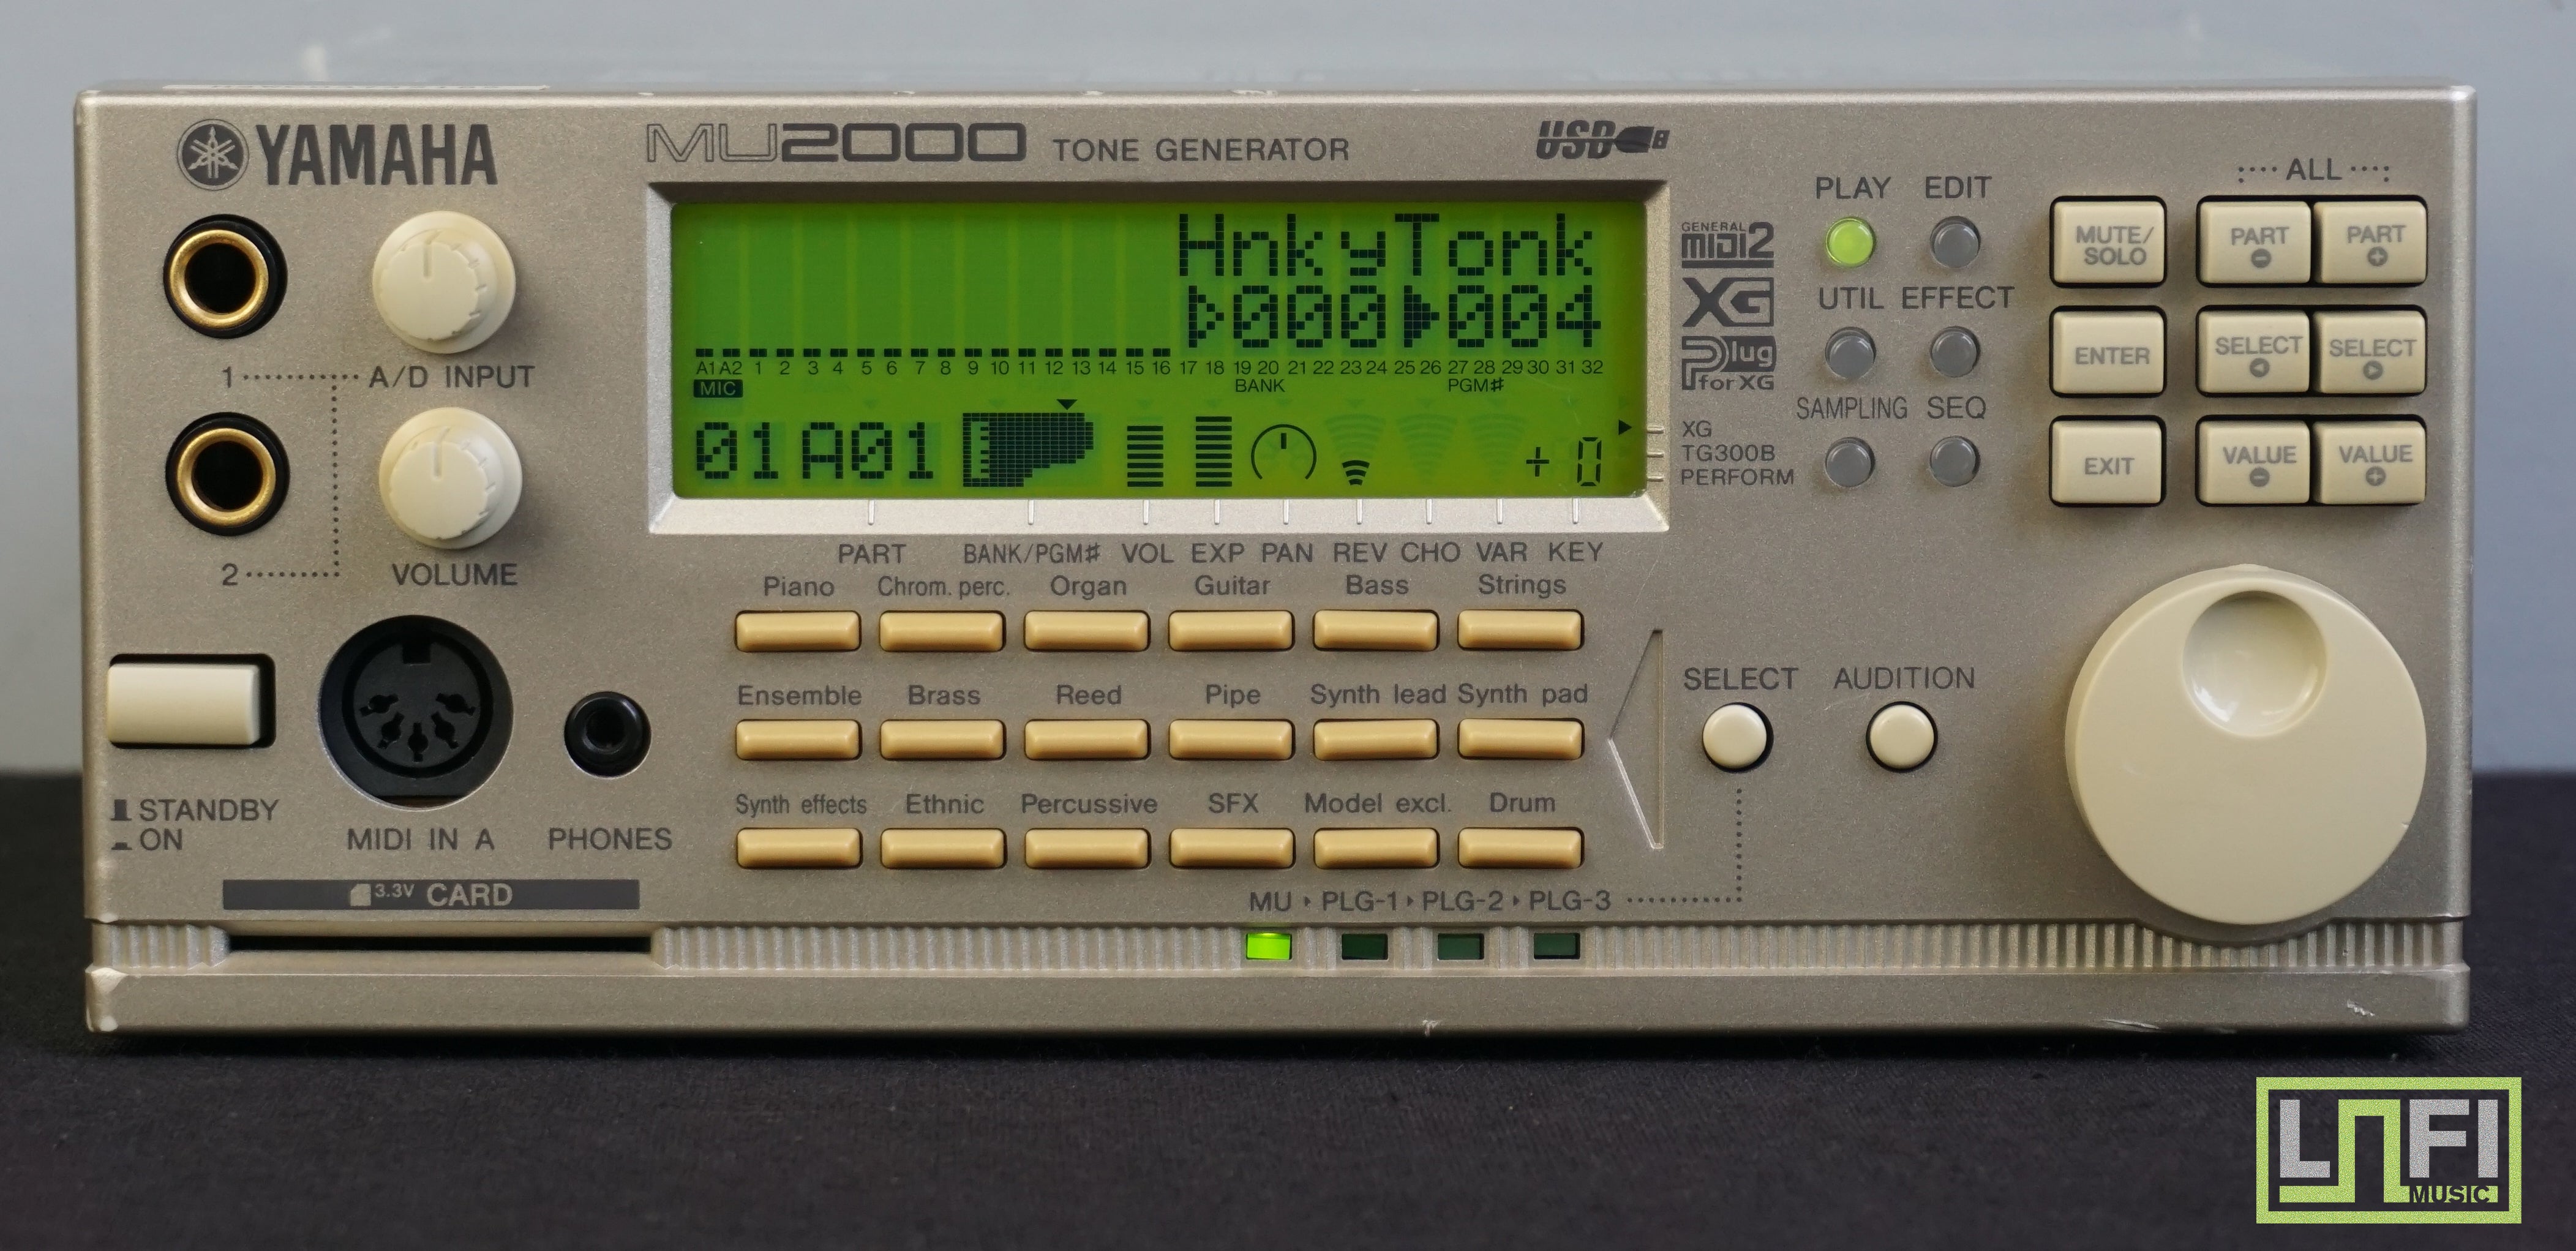 YAMAHA
MU2000 TONE GENERATOR
USB
HnkyTonk
000 004
A1 A2 1 2 3 4 5 6 7 8 9 10 11 12 13 14 15 16 17 18 19 20 21 22 23 24 25 26 27 28 29 30 31 32
MIC BANK PGM#
01 A01 + 0
1 A/D INPUT
2 VOLUME
GENERAL
MIDI2
XG
Plug
for XG
XG
TG300B
PERFORM
PLAY EDIT
UTIL EFFECT
SAMPLING SEQ
ALL
MUTE/
SOLO
PART
−
PART
+
ENTER
SELECT
SELECT
EXIT
VALUE
−
VALUE
+
PART BANK/PGM# VOL EXP PAN REV CHO VAR KEY
Piano Chrom. perc. Organ Guitar Bass Strings
Ensemble Brass Reed Pipe Synth lead Synth pad
Synth effects Ethnic Percussive SFX Model excl. Drum
SELECT AUDITION
STANDBY
ON
MIDI IN A
PHONES
3.3V CARD
MU PLG-1 PLG-2 PLG-3
LNFI
MUSIC